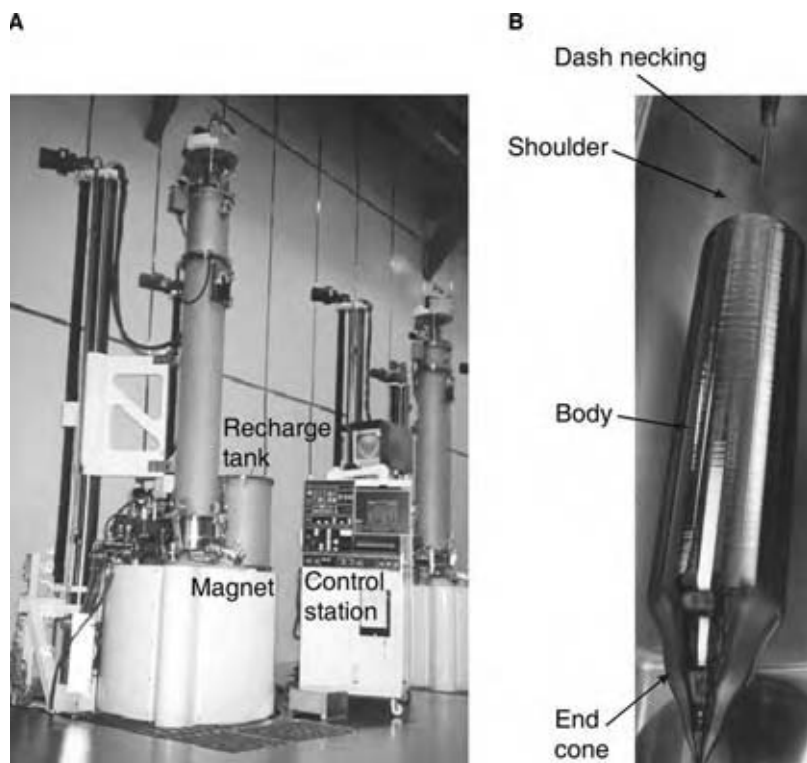 A
B
Dash necking
Shoulder
Body
Recharge
tank
Magnet
Control
station
End
cone